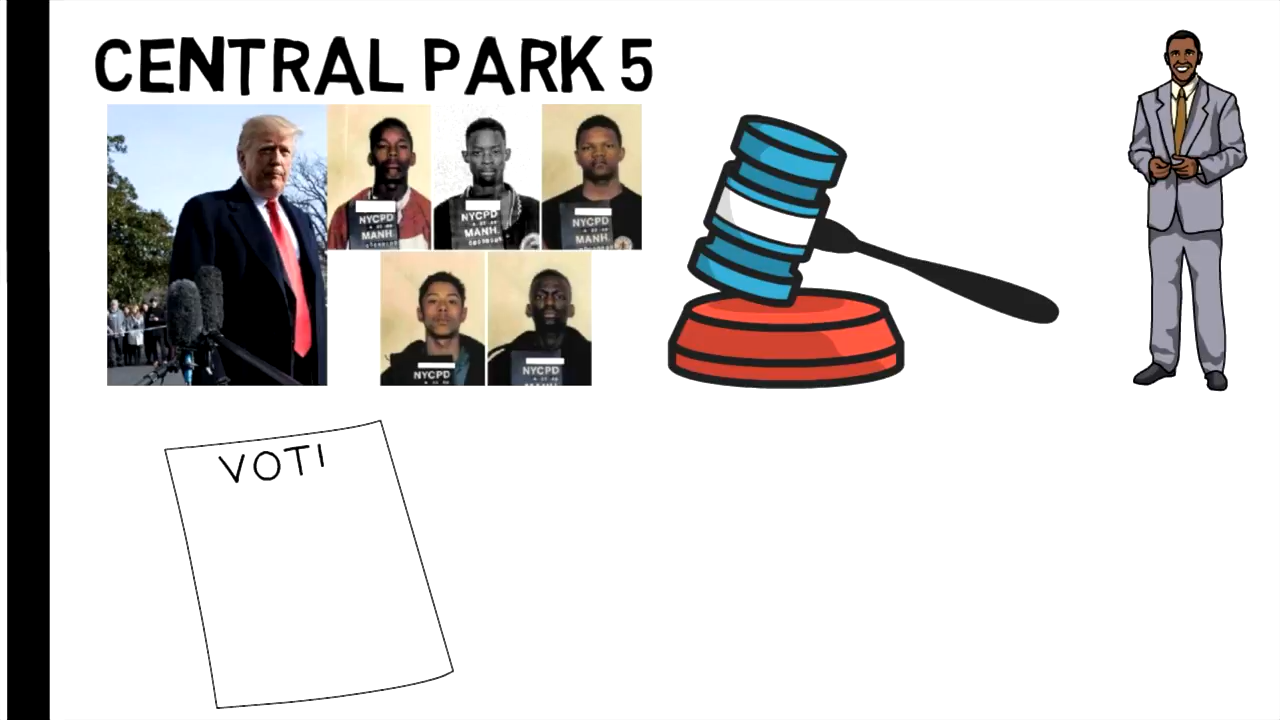 CENTRAL PARK 5
NYCPD
MANH
NYCPD
MANH.
NYCPD
MANH
NYCPD
NYCPD
VOTI